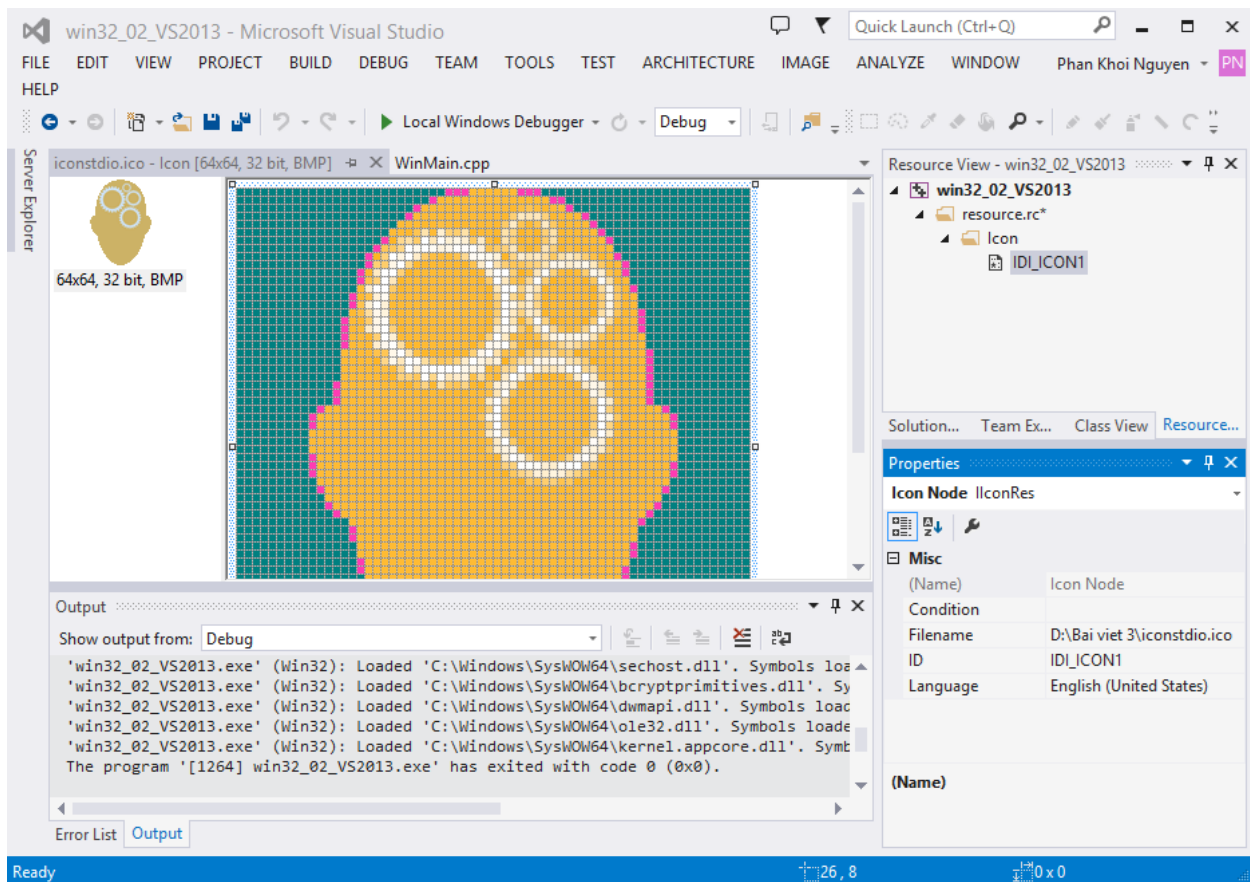 win32_02_VS2013 - Microsoft Visual Studio
Quick Launch (Ctrl+Q)
FILE EDIT VIEW PROJECT BUILD DEBUG TEAM TOOLS TEST ARCHITECTURE IMAGE ANALYZE WINDOW Phan Khoi Nguyen PN
HELP
Local Windows Debugger Debug
Server Explorer
iconstdio.ico - Icon [64x64, 32 bit, BMP] WinMain.cpp
64x64, 32 bit, BMP
Resource View - win32_02_VS2013
win32_02_VS2013
resource.rc*
Icon
IDI_ICON1
Solution... Team Ex... Class View Resource...
Properties
Icon Node IIconRes
Misc
(Name) Icon Node
Condition
Filename D:\Bai viet 3\iconstdio.ico
ID IDI_ICON1
Language English (United States)
(Name)
Output
Show output from: Debug
'win32_02_VS2013.exe' (Win32): Loaded 'C:\Windows\SysWOW64\sechost.dll'. Symbols loa
'win32_02_VS2013.exe' (Win32): Loaded 'C:\Windows\SysWOW64\bcryptprimitives.dll'. Sy
'win32_02_VS2013.exe' (Win32): Loaded 'C:\Windows\SysWOW64\dwmapi.dll'. Symbols load
'win32_02_VS2013.exe' (Win32): Loaded 'C:\Windows\SysWOW64\ole32.dll'. Symbols loade
'win32_02_VS2013.exe' (Win32): Loaded 'C:\Windows\SysWOW64\kernel.appcore.dll'. Symb
The program '[1264] win32_02_VS2013.exe' has exited with code 0 (0x0).
Error List Output
Ready 26 , 8 0 x 0